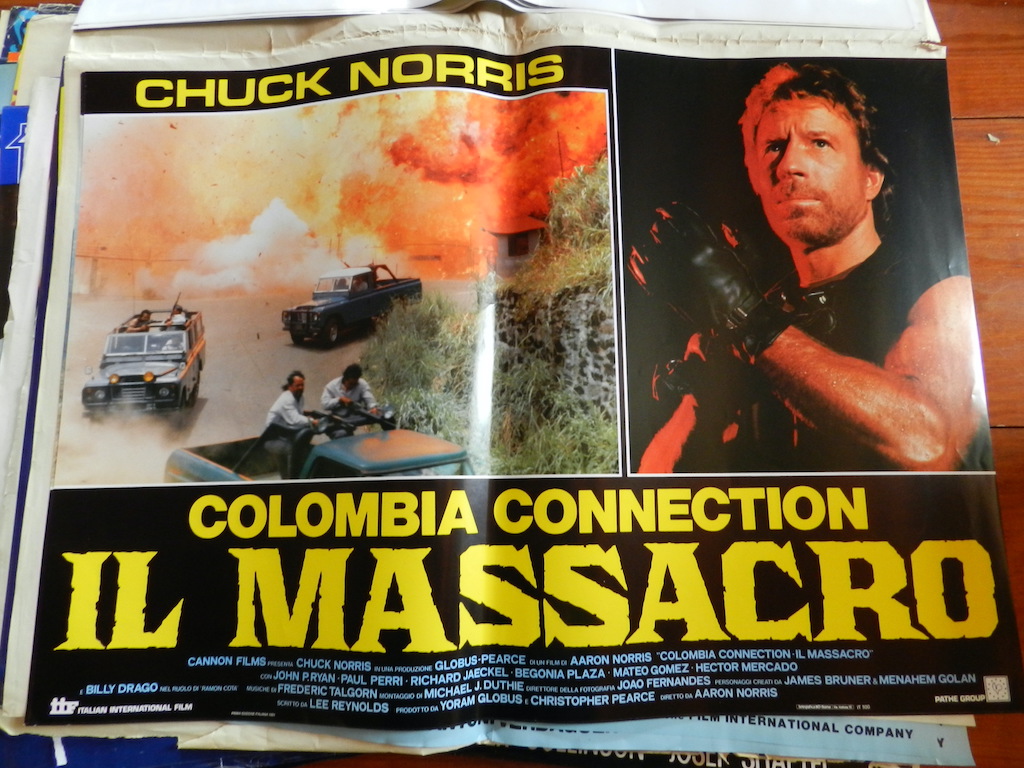 CHUCK NORRIS
COLOMBIA CONNECTION
IL MASSACRO
CANNON FILMS PRESENTA CHUCK NORRIS IN UNA PRODUZIONE GLOBUS-PEARCE DI UN FILM DI AARON NORRIS "COLOMBIA CONNECTION-IL MASSACRO"
CON JOHN P. RYAN · PAUL PERRI · RICHARD JAECKEL · BEGONIA PLAZA · MATEO GOMEZ · HECTOR MERCADO
E BILLY DRAGO NEL RUOLO DI 'RAMON COTA' MUSICHE DI FREDERIC TALGORN MONTAGGIO DI MICHAEL J. DUTHIE DIRETTORE DELLA FOTOGRAFIA JOAO FERNANDES PERSONAGGI CREATI DA JAMES BRUNER & MENAHEM GOLAN
SCRITTO DA LEE REYNOLDS PRODOTTO DA YORAM GLOBUS E CHRISTOPHER PEARCE DIRETTO DA AARON NORRIS
IIF ITALIAN INTERNATIONAL FILM
PATHE GROUP
FILM INTERNATIONAL COMPANY